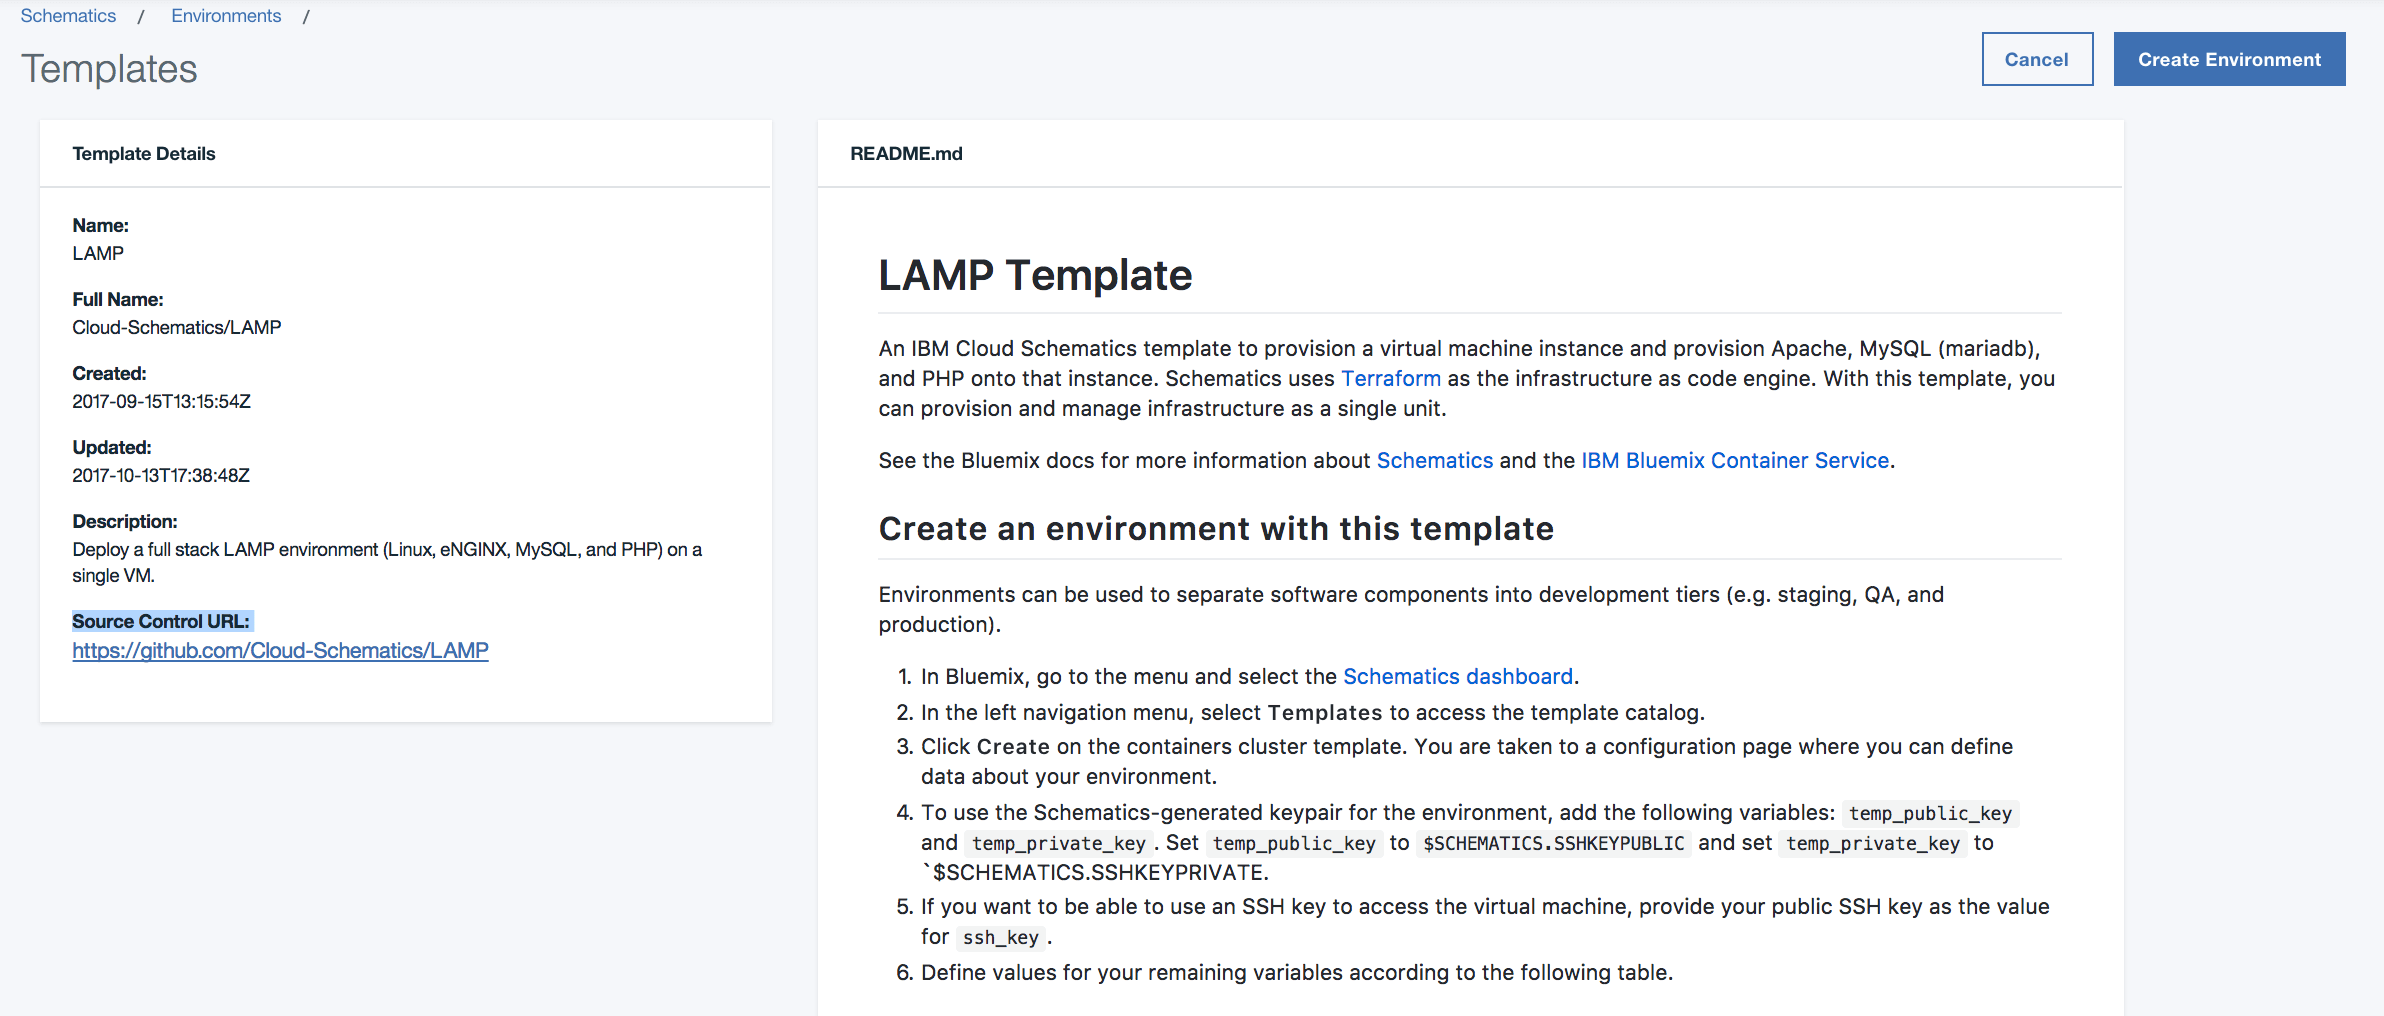 Schematics / Environments /
Templates
Cancel
Create Environment
Template Details
Name:
LAMP
Full Name:
Cloud-Schematics/LAMP
Created:
2017-09-15T13:15:54Z
Updated:
2017-10-13T17:38:48Z
Description:
Deploy a full stack LAMP environment (Linux, eNGINX, MySQL, and PHP) on a
single VM.
Source Control URL:
https://github.com/Cloud-Schematics/LAMP
README.md
LAMP Template
An IBM Cloud Schematics template to provision a virtual machine instance and provision Apache, MySQL (mariadb),
and PHP onto that instance. Schematics uses Terraform as the infrastructure as code engine. With this template, you
can provision and manage infrastructure as a single unit.
See the Bluemix docs for more information about Schematics and the IBM Bluemix Container Service.
Create an environment with this template
Environments can be used to separate software components into development tiers (e.g. staging, QA, and
production).
1. In Bluemix, go to the menu and select the Schematics dashboard.
2. In the left navigation menu, select Templates to access the template catalog.
3. Click Create on the containers cluster template. You are taken to a configuration page where you can define
data about your environment.
4. To use the Schematics-generated keypair for the environment, add the following variables: temp_public_key
and temp_private_key. Set temp_public_key to $SCHEMATICS.SSHKEYPUBLIC and set temp_private_key to
`$SCHEMATICS.SSHKEYPRIVATE.
5. If you want to be able to use an SSH key to access the virtual machine, provide your public SSH key as the value
for ssh_key.
6. Define values for your remaining variables according to the following table.